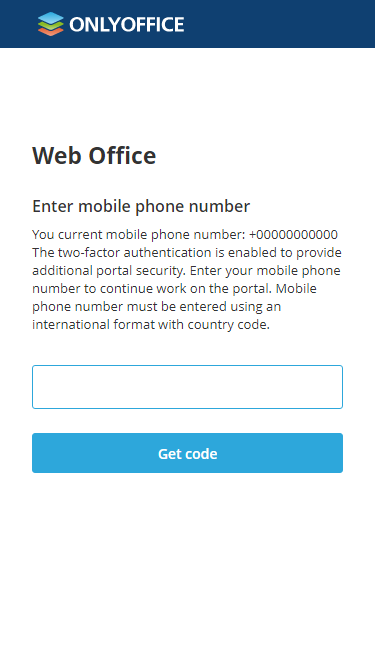 ONLYOFFICE
Web Office
Enter mobile phone number
You current mobile phone number: +00000000000
The two-factor authentication is enabled to provide
additional portal security. Enter your mobile phone
number to continue work on the portal. Mobile
phone number must be entered using an
international format with country code.
Get code